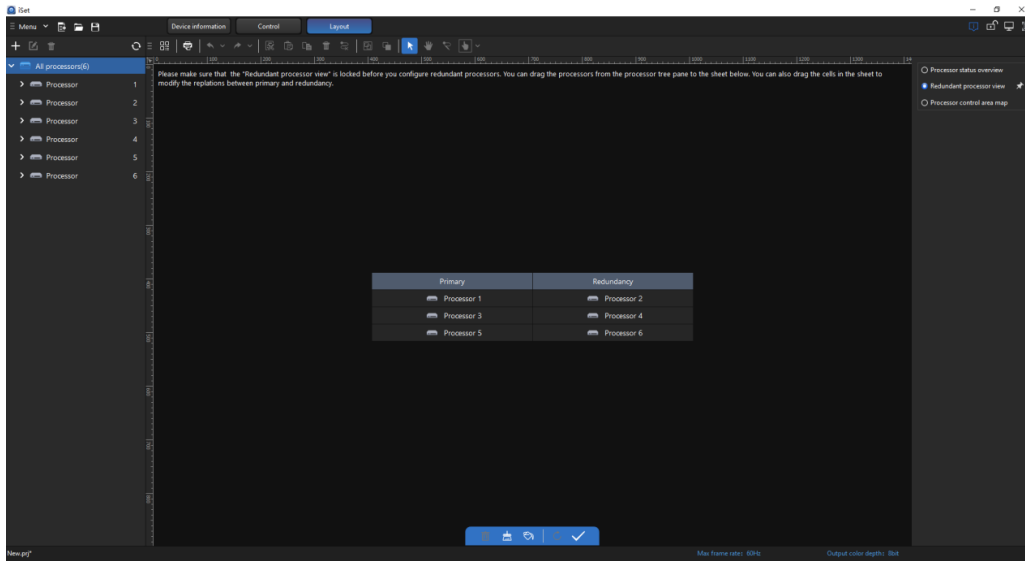 iSet
Menu
Device information
Control
Layout
All processors(6)
Processor 1
Processor 2
Processor 3
Processor 4
Processor 5
Processor 6
Please make sure that the "Redundant processor view" is locked before you configure redundant processors. You can drag the processors from the processor tree pane to the sheet below. You can also drag the cells in the sheet to
modify the replations between primary and redundancy.
Primary Redundancy
Processor 1 Processor 2
Processor 3 Processor 4
Processor 5 Processor 6
Processor status overview
Redundant processor view
Processor control area map
New.prj*
Max frame rate: 60Hz
Output color depth: 8bit